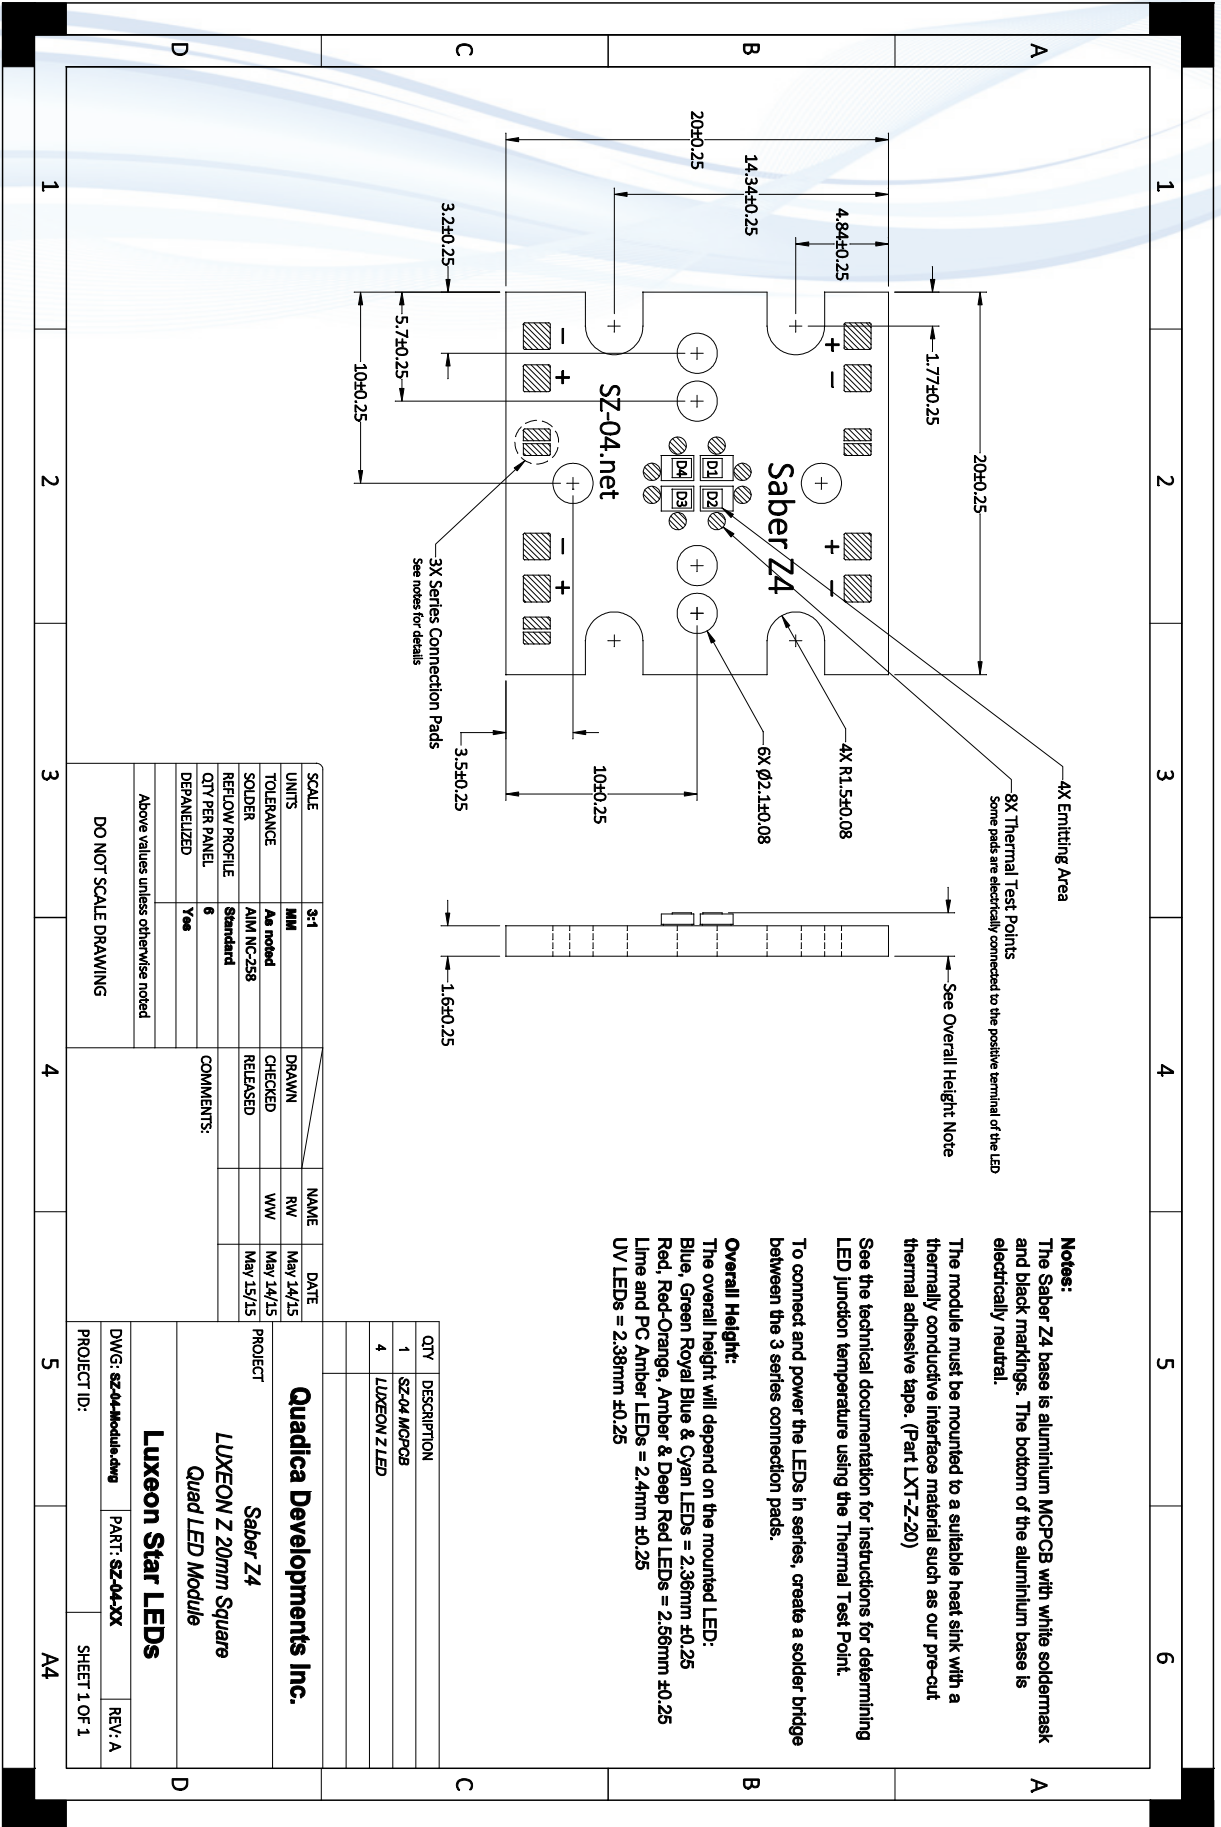 1
2
3
4
5
6
A
B
C
D
A
B
C
D
1
2
3
4
5
A4
20±0.25
1.77±0.25
4.84±0.25
14.34±0.25
20±0.25
3.2±0.25
5.7±0.25
10±0.25
+
–
+
–
Saber Z4
D1
D2
D4
D3
SZ-04.net
–
+
–
+
4X Emitting Area
8X Thermal Test Points
Some pads are electrically connected to the positive terminal of the LED
4X R1.5±0.08
6X Ø2.1±0.08
10±0.25
3.5±0.25
3X Series Connection Pads
See notes for details
See Overall Height Note
1.6±0.25
Notes:
The Saber Z4 base is aluminium MCPCB with white soldermask
and black markings. The bottom of the aluminium base is
electrically neutral.
The module must be mounted to a suitable heat sink with a
thermally conductive interface material such as our pre-cut
thermal adhesive tape. (Part LXT-Z-20)
See the technical documentation for instructions for determining
LED junction temperature using the Thermal Test Point.
To connect and power the LEDs in series, create a solder bridge
between the 3 series connection pads.
Overall Height:
The overall height will depend on the mounted LED:
Blue, Green Royal Blue & Cyan LEDs = 2.36mm ±0.25
Red, Red-Orange, Amber & Deep Red LEDs = 2.56mm ±0.25
Lime and PC Amber LEDs = 2.4mm ±0.25
UV LEDs = 2.38mm ±0.25
QTY DESCRIPTION
1 SZ-04 MCPCB
4 LUXEON Z LED
SCALE 3:1
UNITS MM
TOLERANCE As noted
SOLDER AIM NC-258
REFLOW PROFILE Standard
QTY PER PANEL 6
DEPANELIZED Yes
Above values unless otherwise noted
DO NOT SCALE DRAWING
NAME DATE
DRAWN RW May 14/15
CHECKED WW May 14/15
RELEASED May 15/15
COMMENTS:
Quadica Developments Inc.
PROJECT
Saber Z4
LUXEON Z 20mm Square
Quad LED Module
Luxeon Star LEDs
DWG: SZ-04-Module.dwg PART: SZ-04-XX REV: A
PROJECT ID: SHEET 1 OF 1